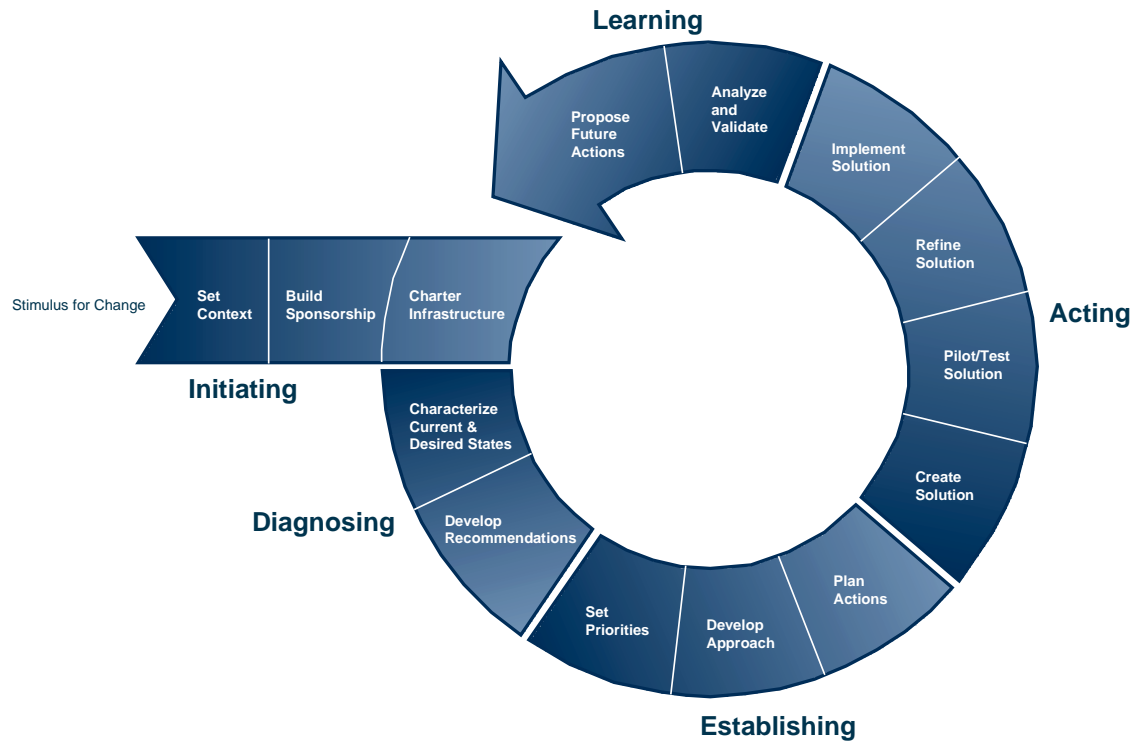 Learning
Analyze
and
Validate
Propose
Future
Actions
Implement
Solution
Refine
Solution
Acting
Pilot/Test
Solution
Create
Solution
Stimulus for Change
Set
Context
Build
Sponsorship
Charter
Infrastructure
Initiating
Characterize
Current &
Desired States
Diagnosing
Develop
Recommendations
Set
Priorities
Develop
Approach
Plan
Actions
Establishing